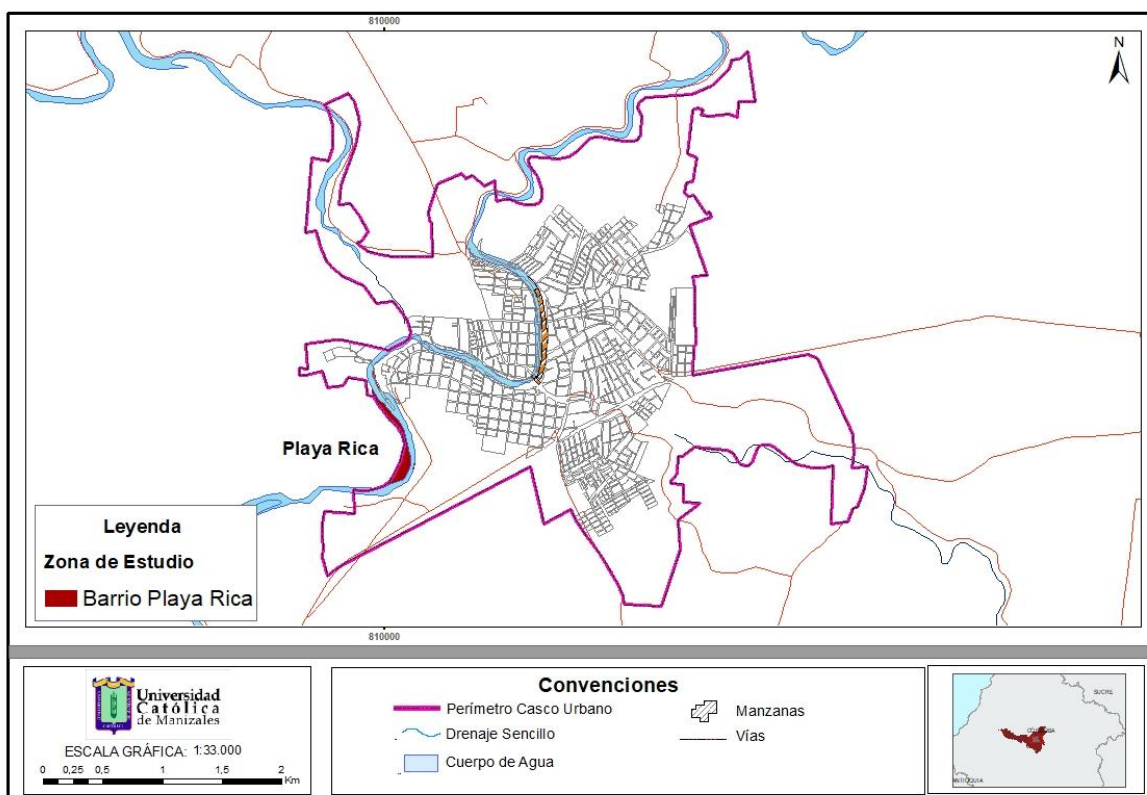 810000
N
Playa Rica
Leyenda
Zona de Estudio
Barrio Playa Rica
810000
Universidad
Católica
de Manizales
ESCALA GRÁFICA: 1:33.000
0 0,25 0,5 1 1,5 2
Km
Convenciones
Perímetro Casco Urbano
Drenaje Sencillo
Cuerpo de Agua
Manzanas
Vías
SUCRE
ANTIOQUIA